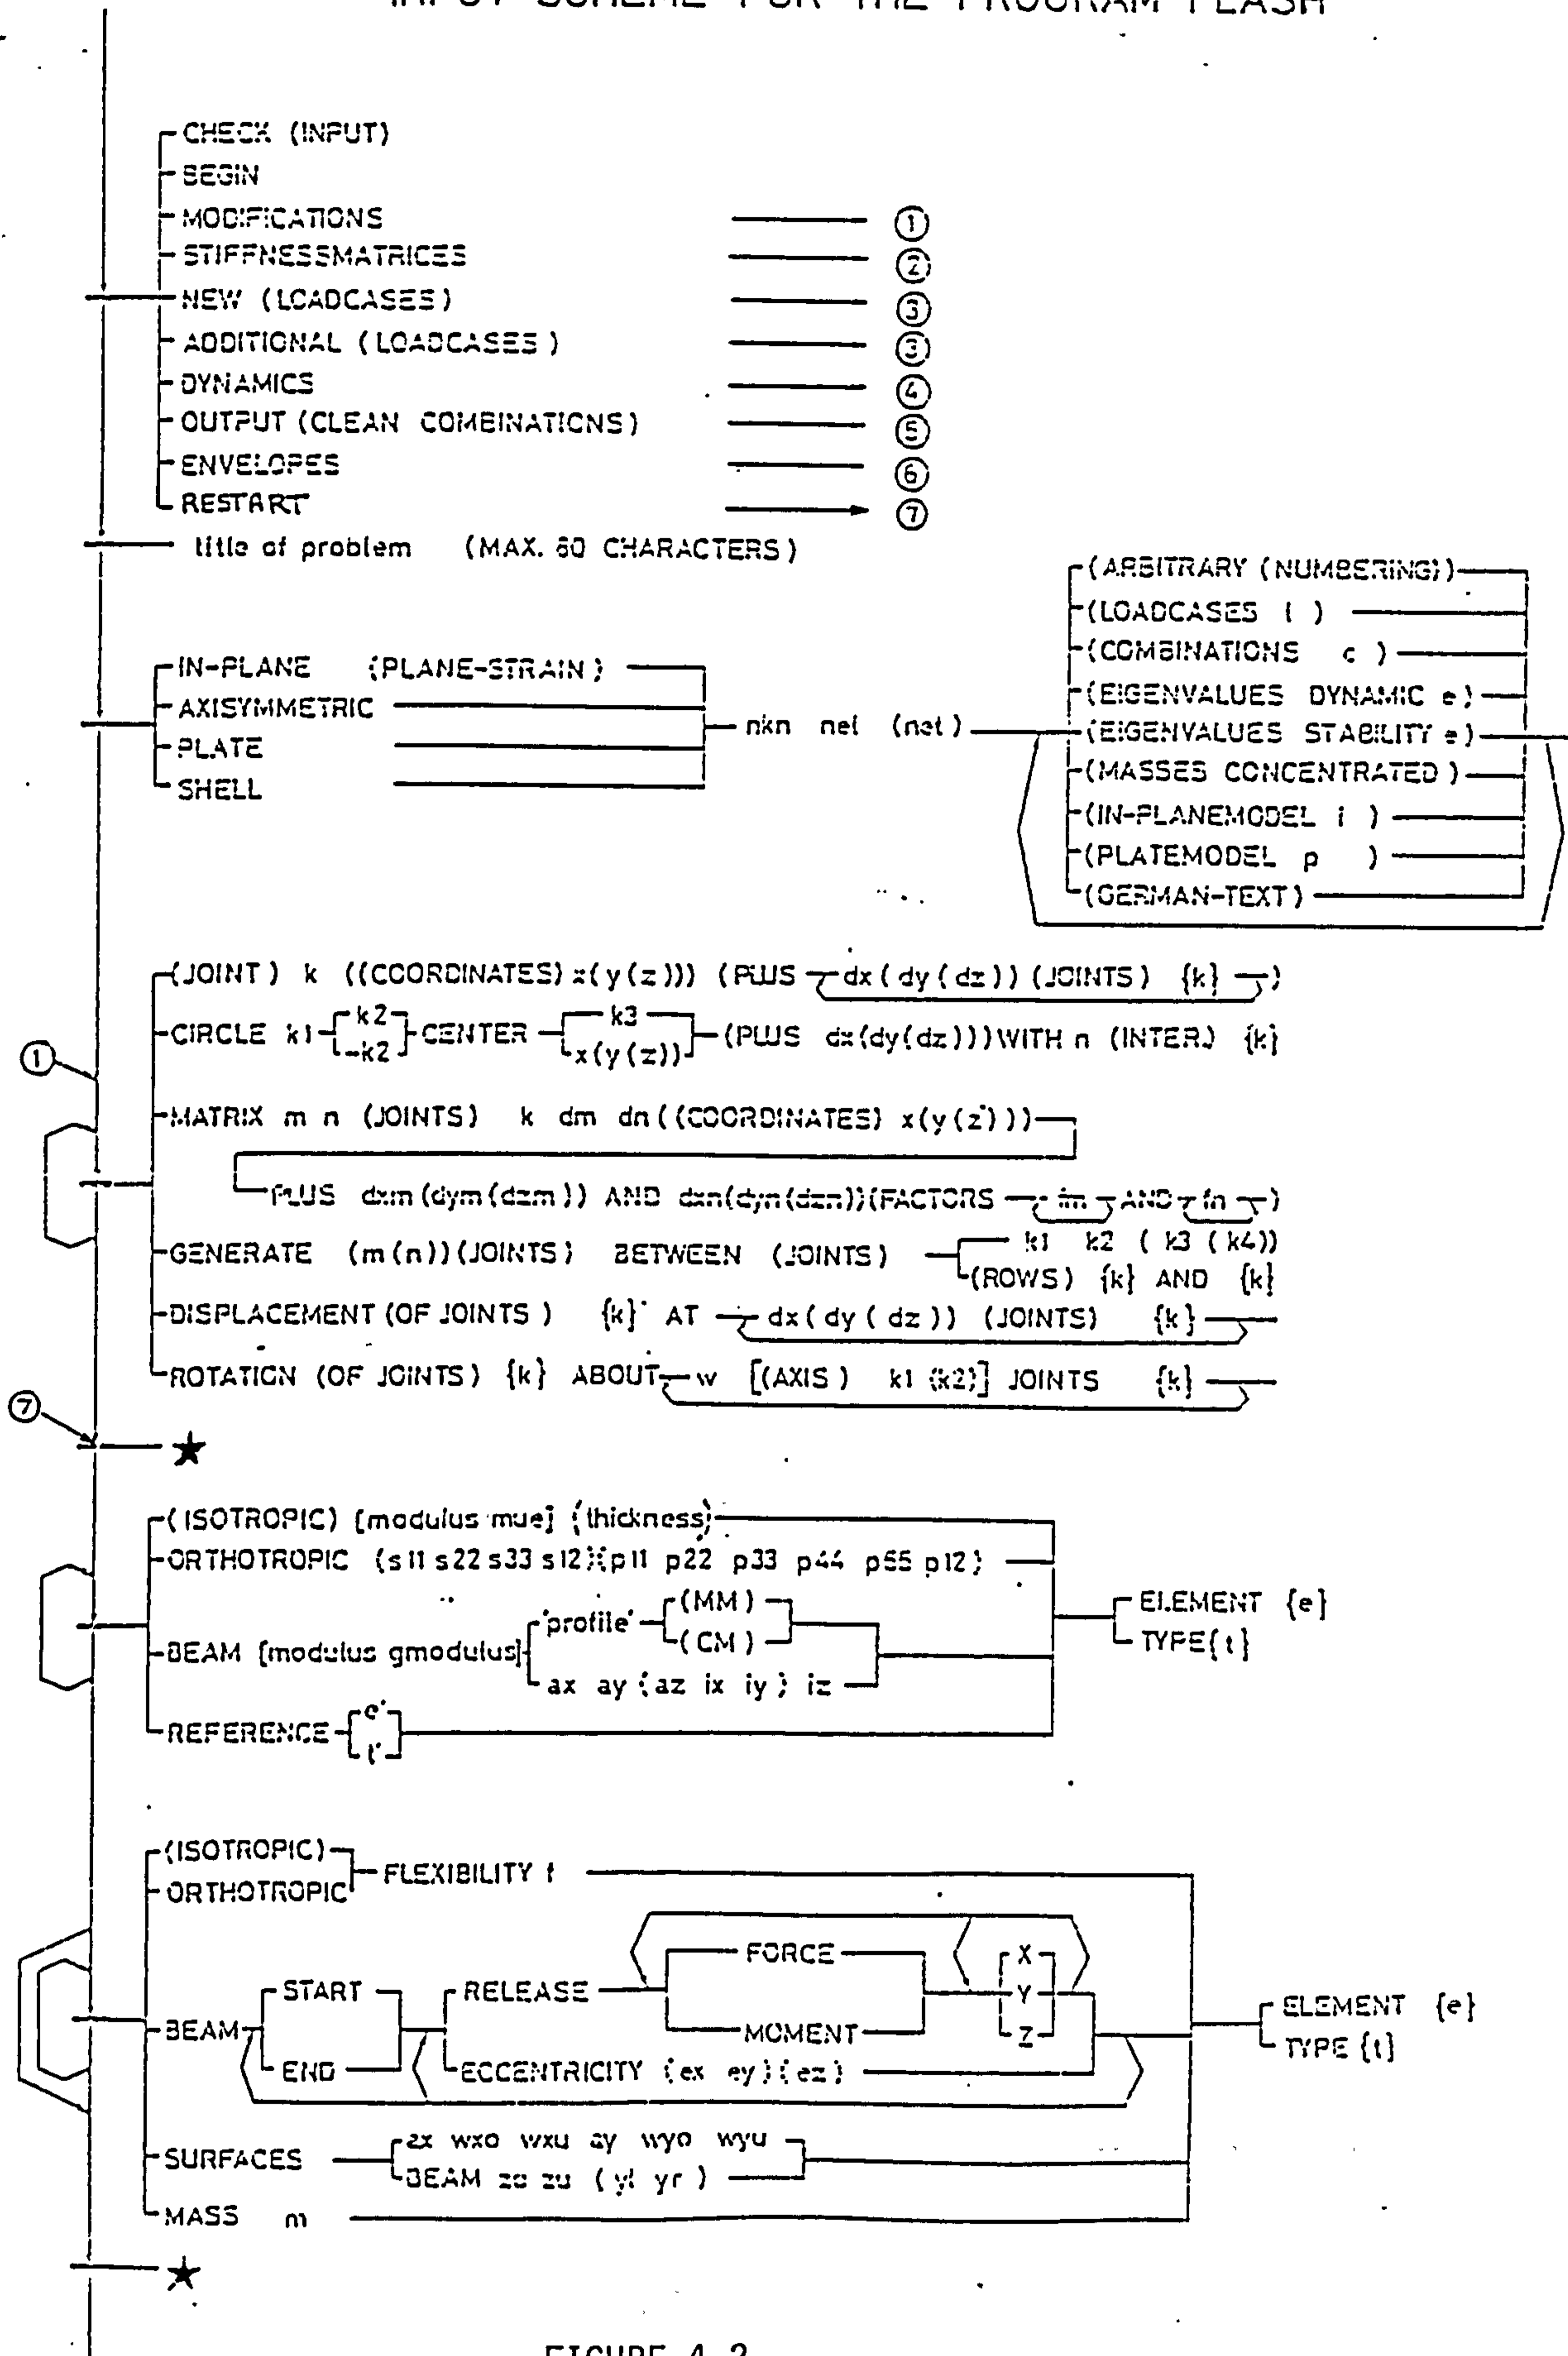 INPUT SCHEME FOR THE PROGRAM FLASH
CHECK (INPUT)
BEGIN
MODIFICATIONS 1
STIFFNESSMATRICES 2
NEW (LOADCASES) 3
ADDITIONAL (LOADCASES) 3
DYNAMICS 4
OUTPUT (CLEAN COMBINATIONS) 5
ENVELOPES 6
RESTART 7
title of problem (MAX. 60 CHARACTERS)
IN-PLANE (PLANE-STRAIN)
AXISYMMETRIC
PLATE
SHELL
nkn nel (net)
(ARBITRARY (NUMBERING))
(LOADCASES l )
(COMBINATIONS c )
(EIGENVALUES DYNAMIC e)
(EIGENVALUES STABILITY e)
(MASSES CONCENTRATED)
(IN-PLANEMODEL i )
(PLATEMODEL p )
(GERMAN-TEXT)
1
(JOINT) k ((COORDINATES) x(y(z))) (PLUS dx(dy(dz)) (JOINTS) {k} )
CIRCLE k1 k2 -k2 CENTER k3 x(y(z)) (PLUS dx(dy(dz))) WITH n (INTER.) {k}
MATRIX m n (JOINTS) k dm dn((COORDINATES) x(y(z)))
PLUS dxm(dym(dzm)) AND dxn(dyn(dzn))(FACTORS fm AND fn )
GENERATE (m(n))(JOINTS) BETWEEN (JOINTS) k1 k2 (k3 (k4))
(ROWS) {k} AND {k}
DISPLACEMENT (OF JOINTS) {k} AT dx(dy(dz)) (JOINTS) {k}
ROTATION (OF JOINTS) {k} ABOUT w [(AXIS) k1 (k2)] JOINTS {k}
7
★
(ISOTROPIC) [modulus mue] {thickness}
ORTHOTROPIC {s11 s22 s33 s12}{p11 p22 p33 p44 p55 p12}
BEAM [modulus gmodulus] 'profile' (MM)
(CM)
ax ay {az ix iy} iz
REFERENCE e'
t'
ELEMENT {e}
TYPE {t}
(ISOTROPIC)
ORTHOTROPIC
FLEXIBILITY f
BEAM
START
END
RELEASE
FORCE
MOMENT
X
Y
Z
ECCENTRICITY {ex ey}{ez}
ELEMENT {e}
TYPE {t}
SURFACES
ax wxo wxu ay wyo wyu
BEAM zo zu (yl yr)
MASS m
★
FIGURE 4.2